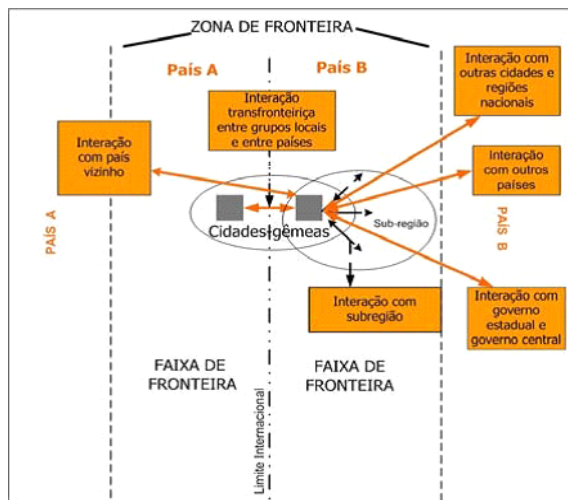 ZONA DE FRONTEIRA
País A
País B
Interação com
outras cidades e
regiões
nacionais
Interação
transfronteiriça
entre grupos locais
e entre países
Interação
com país
vizinho
Interação
com outros
países
PAÍS A
Cidades-gêmeas
Sub-região
PAÍS B
Interação com
subregião
Interação com
governo
estadual e
governo central
FAIXA DE
FRONTEIRA
FAIXA DE
FRONTEIRA
Limite Internacional